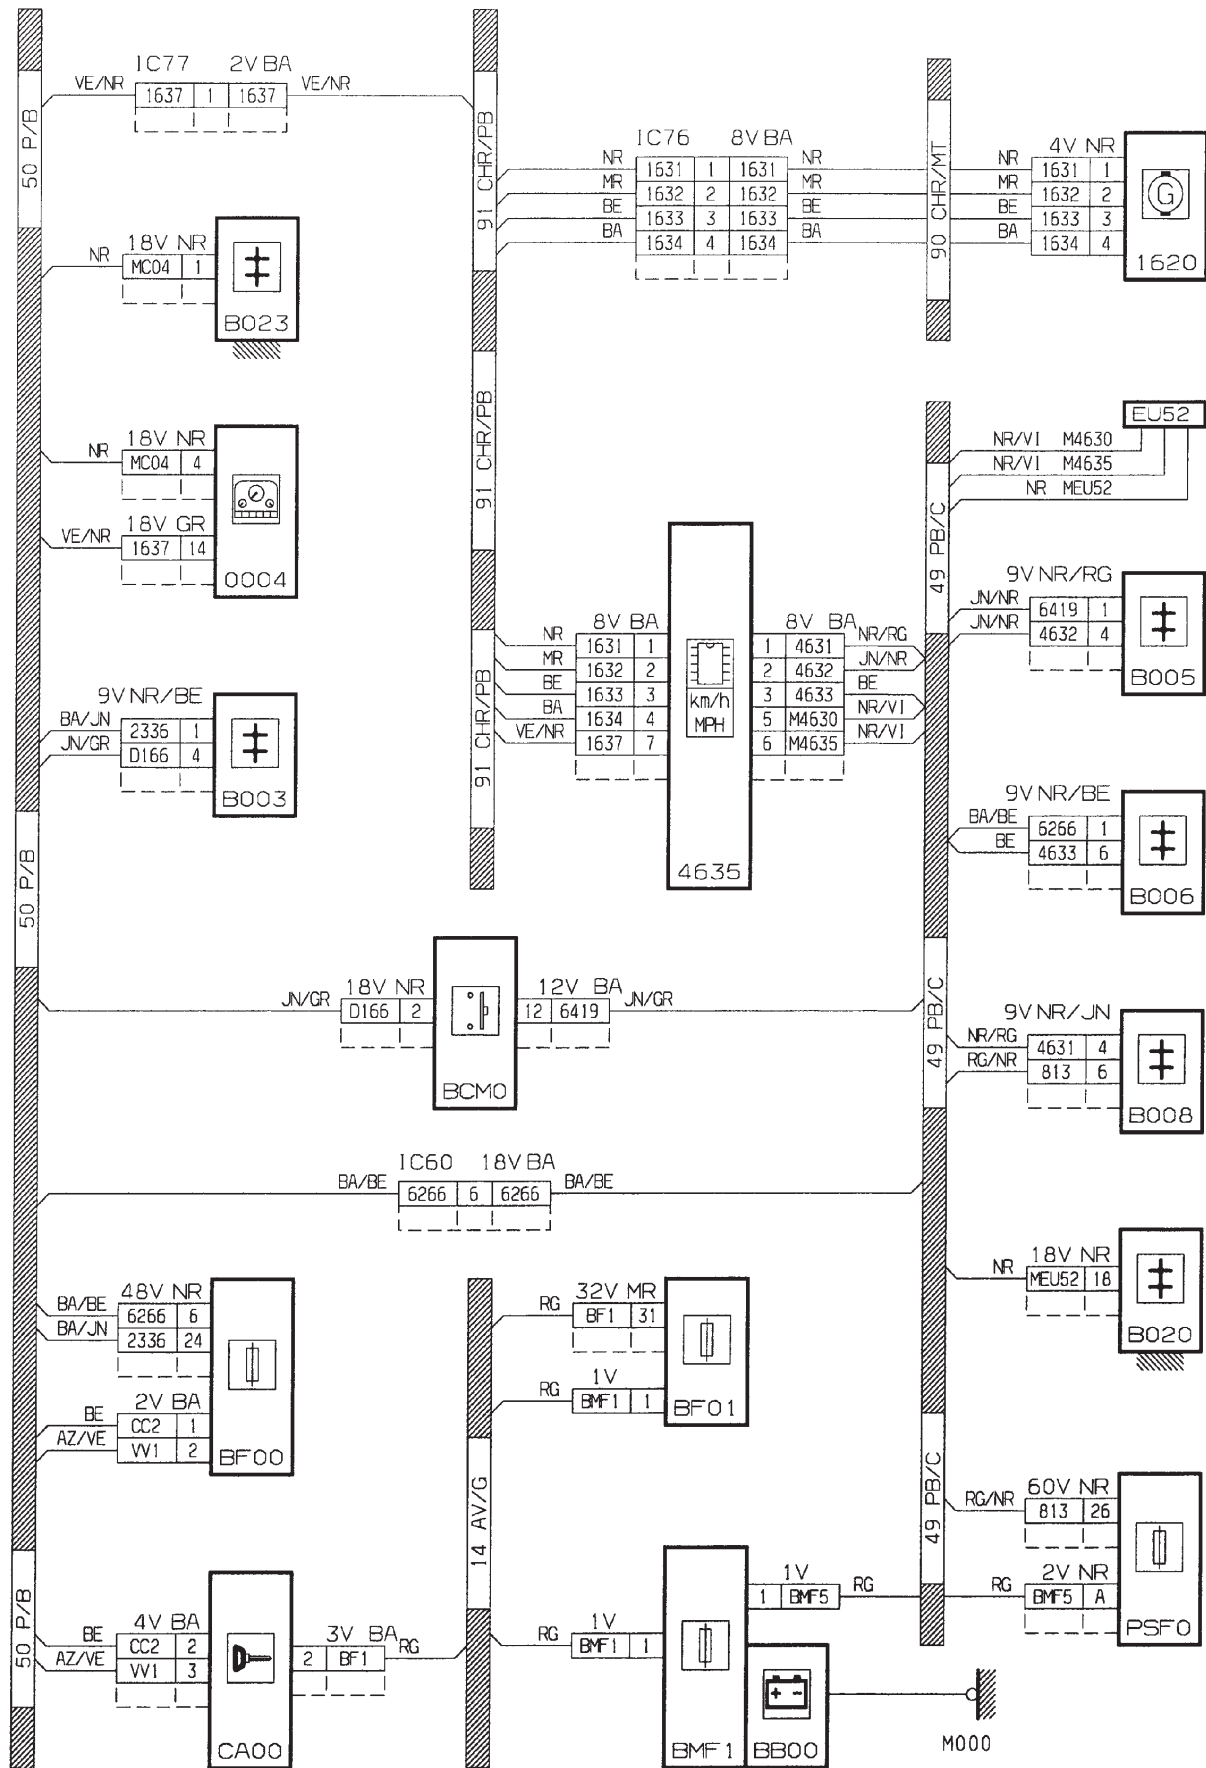 IC77 2V BA
VE/NR 1637 1 1637 VE/NR
50 P/B
91 CHR/PB
IC76 8V BA
NR 1631 1 1631 NR
MR 1632 2 1632 MR
BE 1633 3 1633 BE
BA 1634 4 1634 BA
90 CHR/MT
4V NR
NR 1631 1
MR 1632 2
BE 1633 3
BA 1634 4
G
1620
18V NR
NR MC04 1
B023
18V NR
NR MC04 4
18V GR
VE/NR 1637 14
0004
91 CHR/PB
EU52
NR/VI M4630
NR/VI M4635
NR MEU52
49 PB/C
9V NR/RG
JN/NR 6419 1
JN/NR 4632 4
B005
8V BA
NR 1631 1
MR 1632 2
BE 1633 3
BA 1634 4
VE/NR 1637 7
91 CHR/PB
km/h
MPH
4635
8V BA
1 4631 NR/RG
2 4632 JN/NR
3 4633 BE
5 M4630 NR/VI
6 M4635 NR/VI
9V NR/BE
BA/JN 2336 1
JN/GR D166 4
B003
9V NR/BE
BA/BE 6266 1
BE 4633 6
B006
50 P/B
18V NR
JN/GR D166 2
BCM0
12V BA
12 6419 JN/GR
49 PB/C
9V NR/JN
NR/RG 4631 4
RG/NR 813 6
B008
IC60 18V BA
BA/BE 6266 6 6266 BA/BE
18V NR
NR MEU52 18
B020
48V NR
BA/BE 6266 6
BA/JN 2336 24
2V BA
BE CC2 1
AZ/VE VV1 2
BF00
32V MR
RG BF1 31
1V
RG BMF1 1
BF01
14 AV/G
49 PB/C
60V NR
RG/NR 813 26
2V NR
RG BMF5 A
PSF0
50 P/B
4V BA
BE CC2 2
AZ/VE VV1 3
CA00
3V BA
2 BF1 RG
1V
RG BMF1 1
BMF1
1V
1 BMF5 RG
+ -
BB00
M000